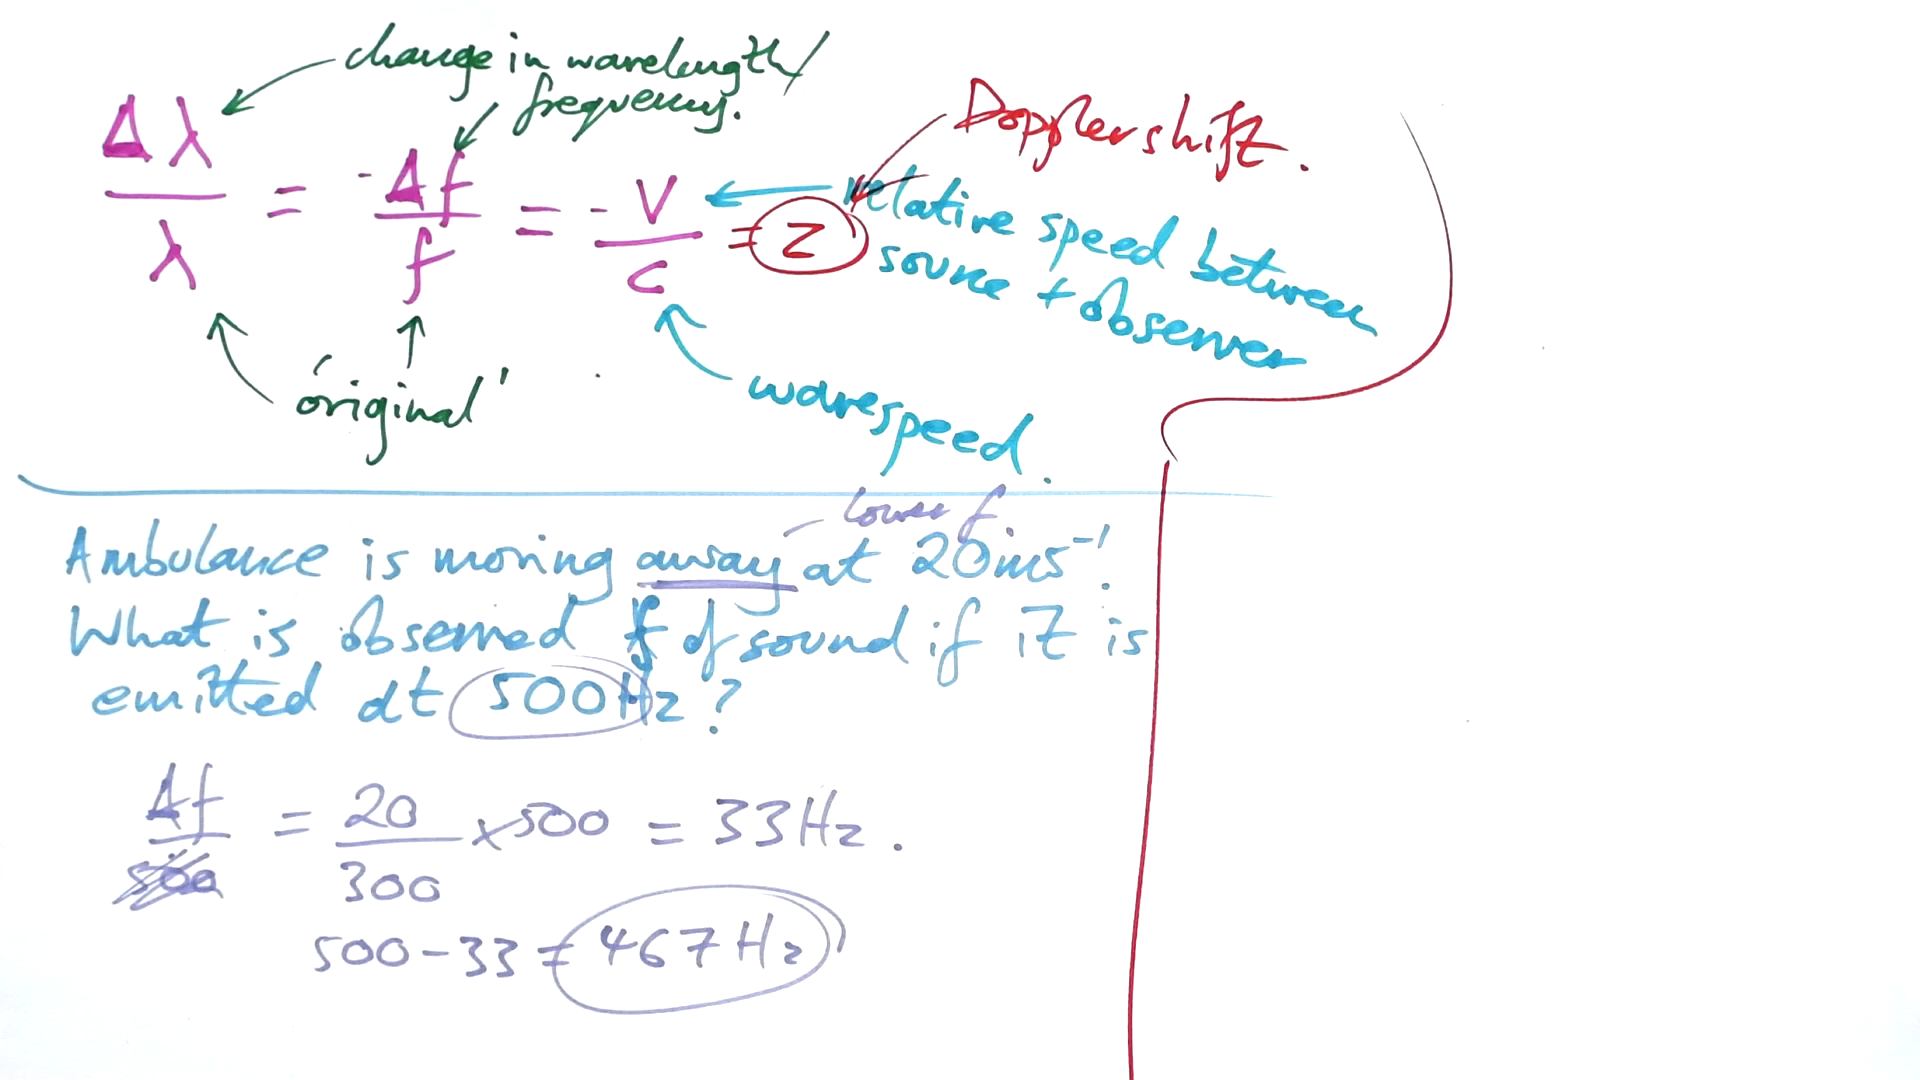 change in wavelength/
frequency.
Doppler shift.
Δλ/λ = -Δf/f = -v/c = z
relative speed between
source + observer
'original'
wavespeed.
lower f
Ambulance is moving away at 20ms⁻¹.
What is observed f of sound if it is
emitted at 500Hz?
Δf/500 = 20/300 × 500 = 33Hz.
500 - 33 = 467Hz